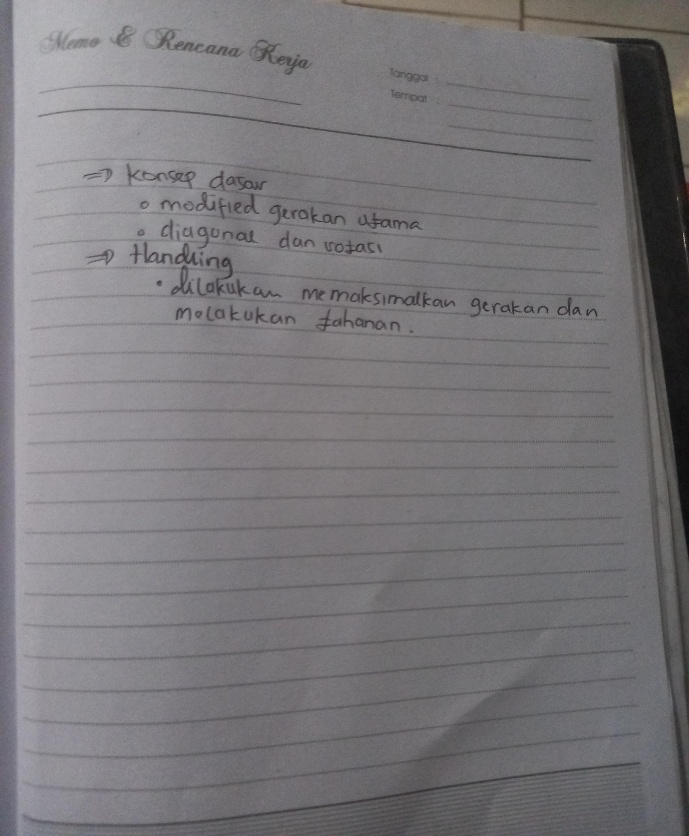 Memo & Rencana Kerja
Tanggal :
Tempat :
⇒ Konsep dasar
o modified gerakan utama
o diagonal dan rotasi
⇒ Handling
• dilakukan memaksimalkan gerakan dan
melakukan tahanan.